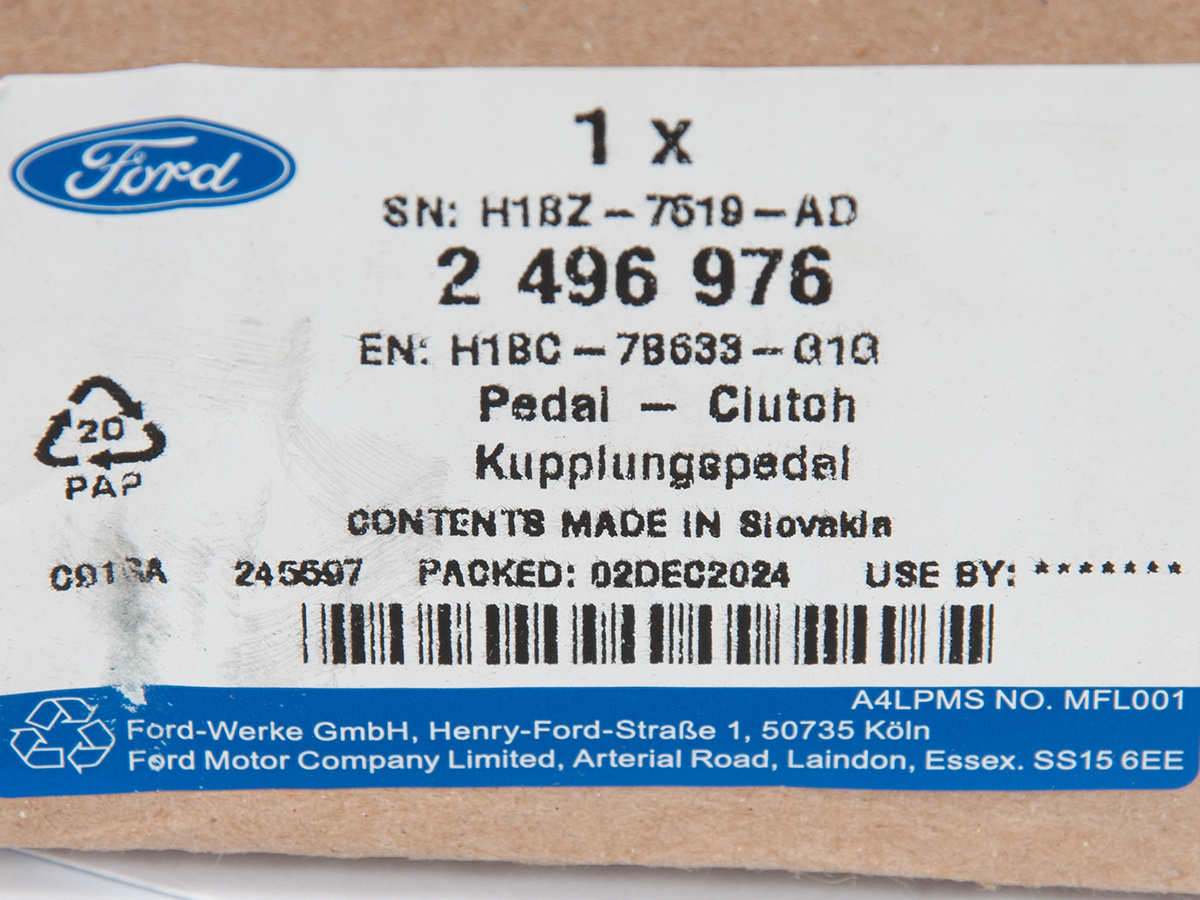 Ford
1 x
SN: H1BZ-7519-AD
2 496 976
EN: H1BC-7B633-G1G
Pedal - Clutch
Kupplungspedal
20
PAP
CONTENTS MADE IN Slovakia
PACKED: 02DEC2024 USE BY: *******
A4LPMS NO. MFL001
Ford-Werke GmbH, Henry-Ford-Straße 1, 50735 Köln
Ford Motor Company Limited, Arterial Road, Laindon, Essex. SS15 6EE